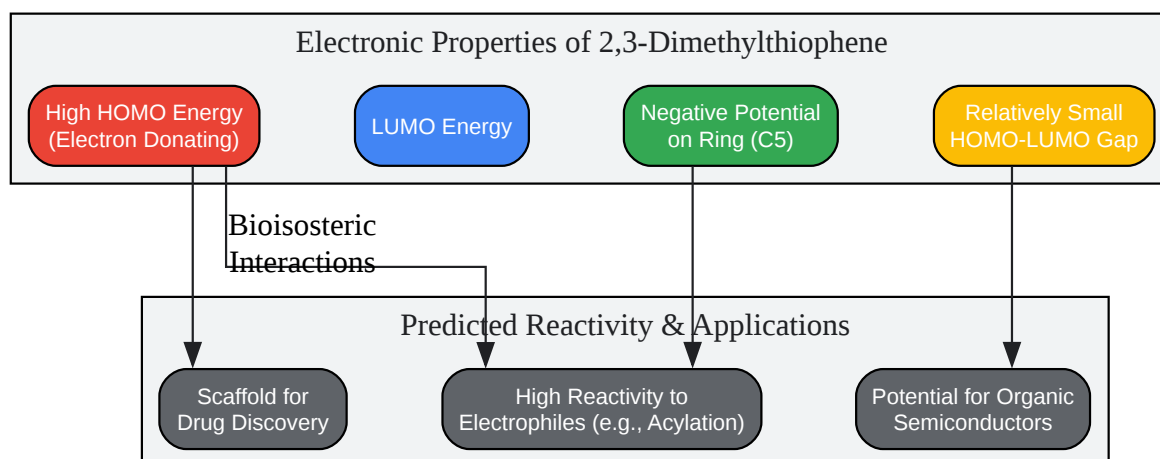 Electronic Properties of 2,3-Dimethylthiophene
High HOMO Energy
(Electron Donating)
LUMO Energy
Negative Potential
on Ring (C5)
Relatively Small
HOMO-LUMO Gap
Bioisosteric
Interactions
Predicted Reactivity & Applications
Scaffold for
Drug Discovery
High Reactivity to
Electrophiles (e.g., Acylation)
Potential for Organic
Semiconductors